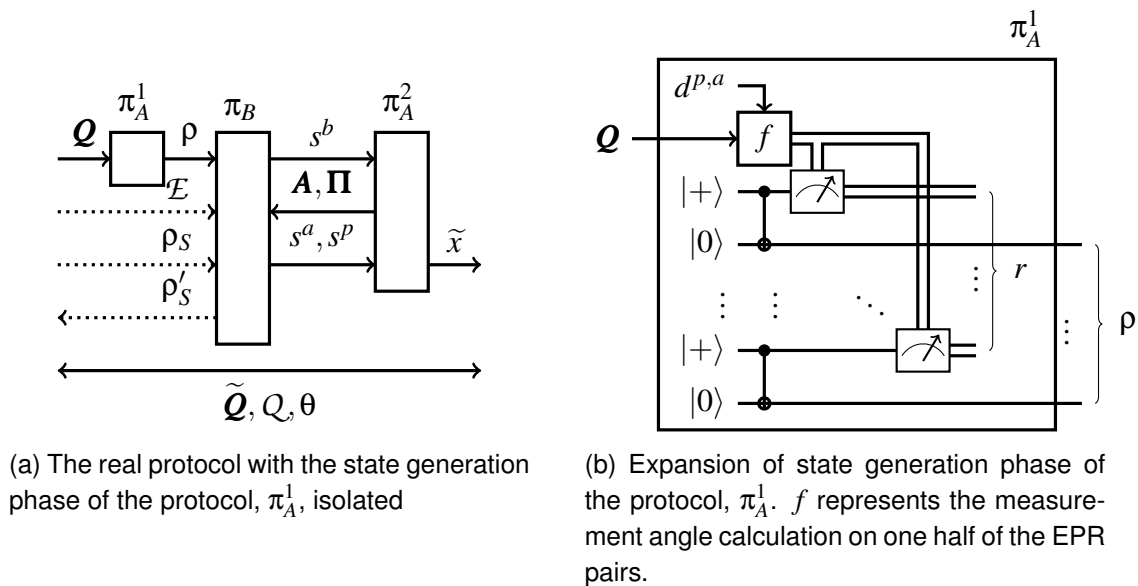 π_A^1
π_B
π_A^2
Q
ρ
s^b
ℰ
A, Π
ρ_S
s^a, s^p
x̃
ρ′_S
Q̃, 𝒬, θ
(a) The real protocol with the state generation
phase of the protocol, π_A^1, isolated
π_A^1
d^{p,a}
Q
f
|+⟩
|0⟩
⋮
⋮
⋱
⋮
r
⋮
ρ
|+⟩
|0⟩
(b) Expansion of state generation phase of
the protocol, π_A^1. f represents the measure-
ment angle calculation on one half of the EPR
pairs.